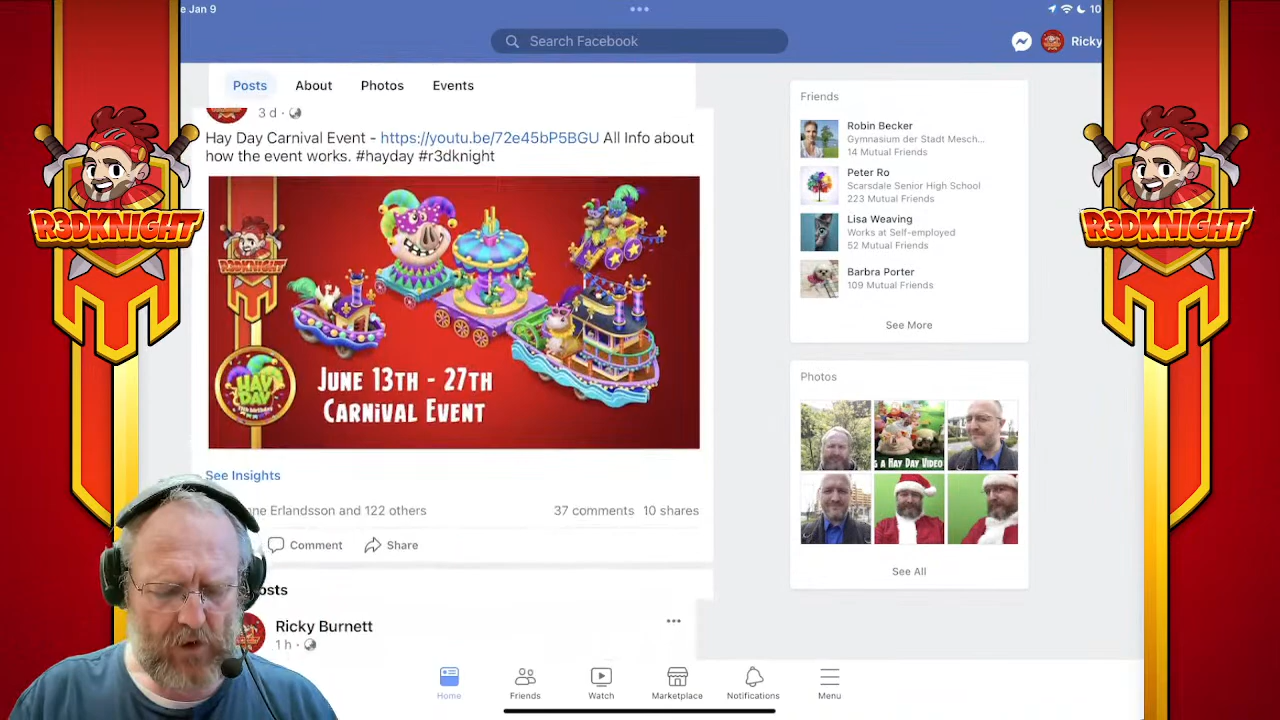 e Jan 9
10
Search Facebook
Ricky
Posts
About
Photos
Events
3 d ·
Hay Day Carnival Event - https://youtu.be/72e45bP5BGU All Info about
how the event works. #hayday #r3dknight
R3DKNIGHT
HAY
DAY
JUNE 13TH - 27TH
CARNIVAL EVENT
See Insights
ne Erlandsson and 122 others
37 comments
10 shares
Comment
Share
osts
Ricky Burnett
1 h ·
Friends
Robin Becker
Gymnasium der Stadt Mesch...
14 Mutual Friends
Peter Ro
Scarsdale Senior High School
223 Mutual Friends
Lisa Weaving
Works at Self-employed
52 Mutual Friends
Barbra Porter
109 Mutual Friends
See More
Photos
S A HAY DAY VIDEO
See All
Home
Friends
Watch
Marketplace
Notifications
Menu
R3DKNIGHT
R3DKNIGHT